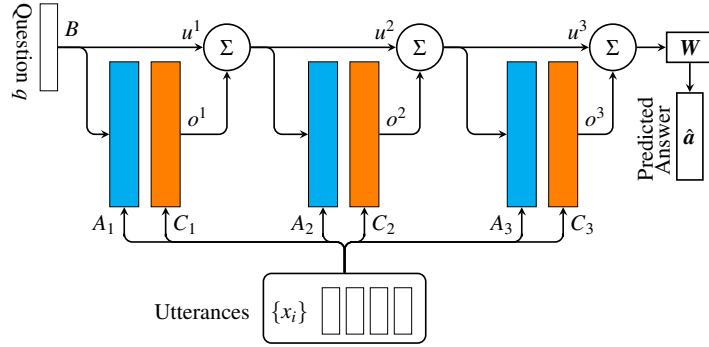 Question q
B
u¹
Σ
u²
Σ
u³
Σ
W
o¹
o²
o³
Predicted
Answer
â
A₁
C₁
A₂
C₂
A₃
C₃
Utterances
{xᵢ}